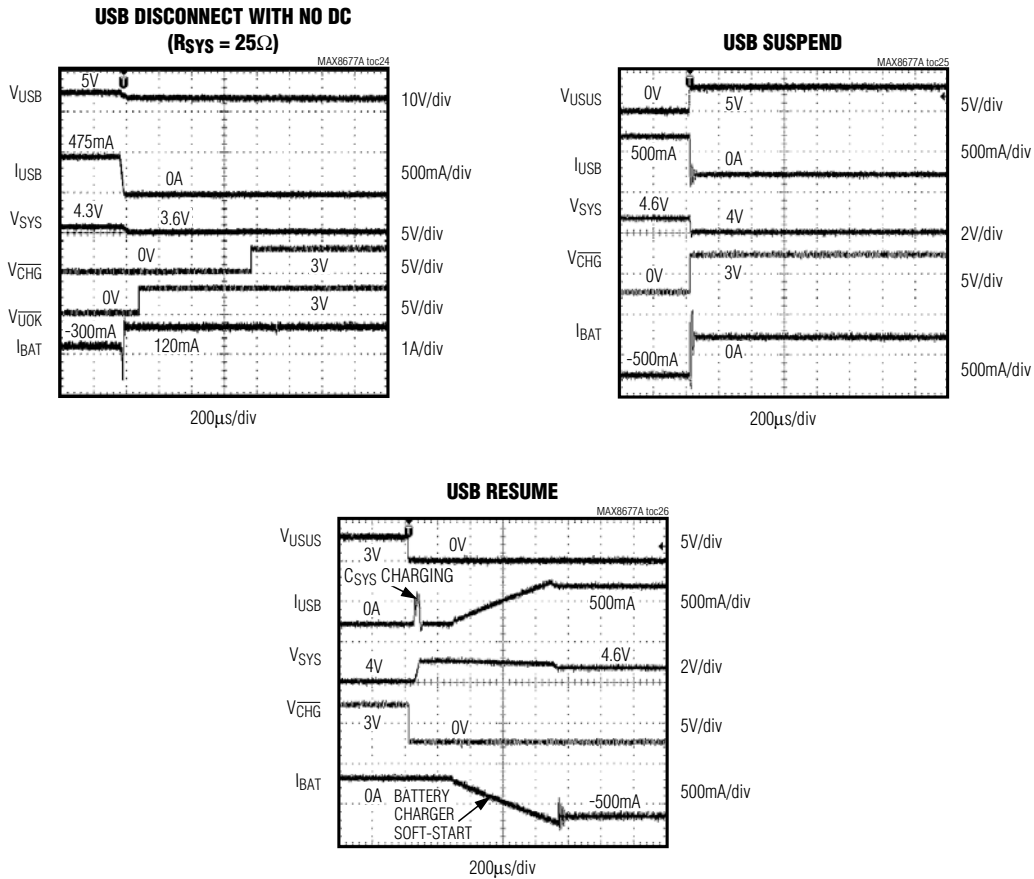 USB DISCONNECT WITH NO DC
(RSYS = 25Ω)
MAX8677A toc24
VUSB
5V
10V/div
475mA
IUSB
0A
500mA/div
VSYS
4.3V
3.6V
5V/div
VCHG
0V
3V
5V/div
VUOK
0V
3V
5V/div
-300mA
IBAT
120mA
1A/div
200µs/div
USB SUSPEND
MAX8677A toc25
VUSUS
0V
5V
5V/div
IUSB
500mA
0A
500mA/div
VSYS
4.6V
4V
2V/div
VCHG
0V
3V
5V/div
IBAT
-500mA
0A
500mA/div
200µs/div
USB RESUME
MAX8677A toc26
VUSUS
3V
0V
5V/div
CSYS CHARGING
IUSB
0A
500mA
500mA/div
VSYS
4V
4.6V
2V/div
VCHG
3V
0V
5V/div
IBAT
0A
BATTERY
CHARGER
SOFT-START
-500mA
500mA/div
200µs/div